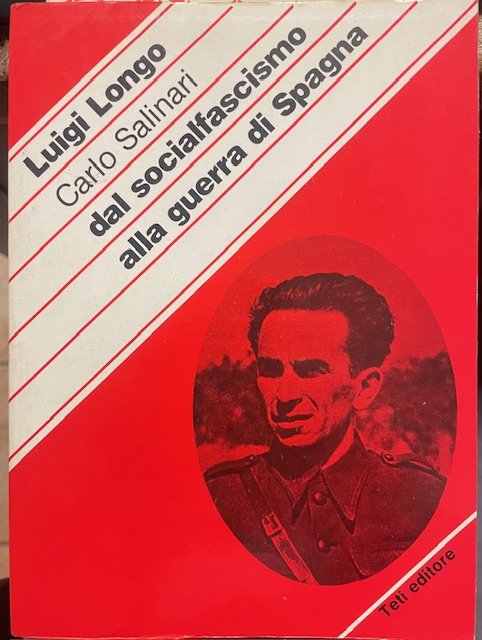 Luigi Longo
Carlo Salinari
dal socialfascismo
alla guerra di Spagna
Teti editore